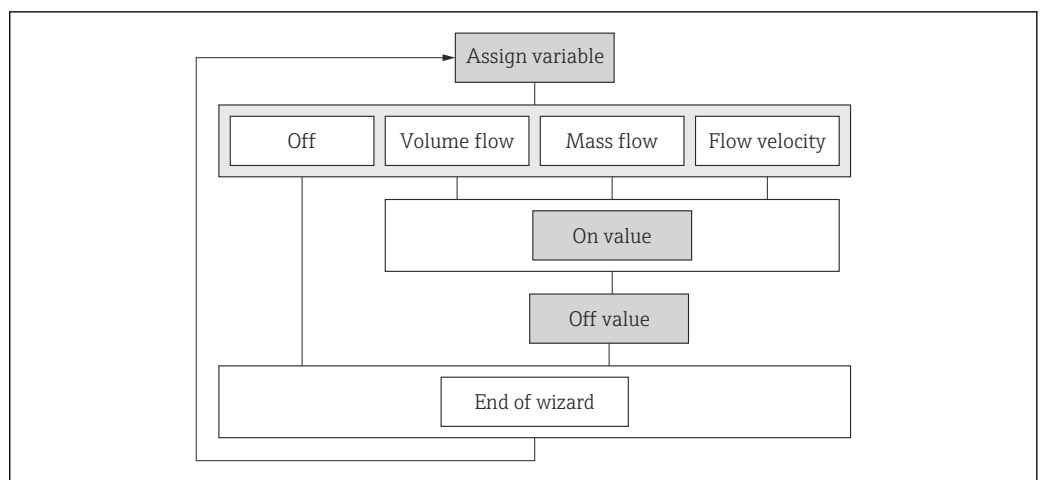 Assign variable
Off
Volume flow
Mass flow
Flow velocity
On value
Off value
End of wizard